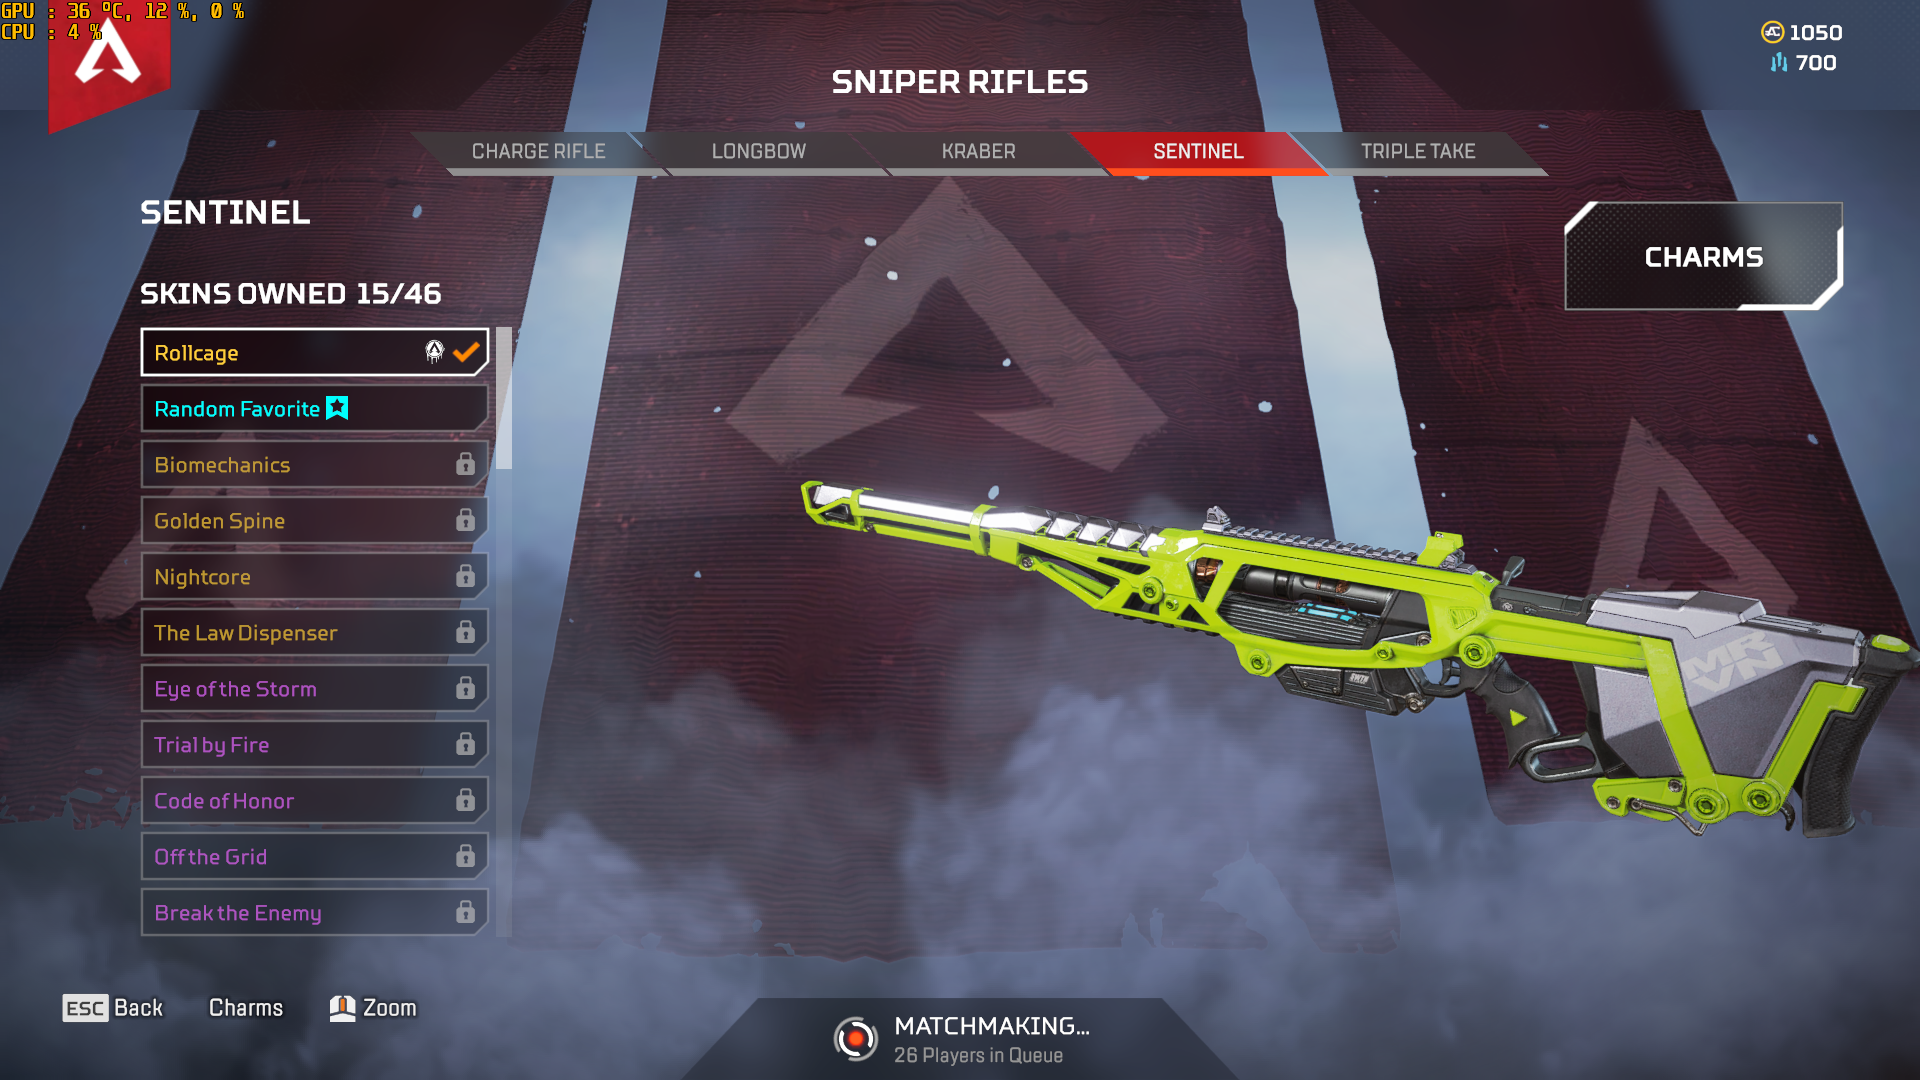 GPU : 36 ºC, 12 %, 0 %
CPU : 4 %
1050
700
SNIPER RIFLES
CHARGE RIFLE
LONGBOW
KRABER
SENTINEL
TRIPLE TAKE
SENTINEL
CHARMS
SKINS OWNED 15/46
Rollcage
Random Favorite
Biomechanics
Golden Spine
Nightcore
The Law Dispenser
Eye of the Storm
Trial by Fire
Code of Honor
Off the Grid
Break the Enemy
MRVN
ESC Back
Charms
Zoom
MATCHMAKING...
26 Players in Queue